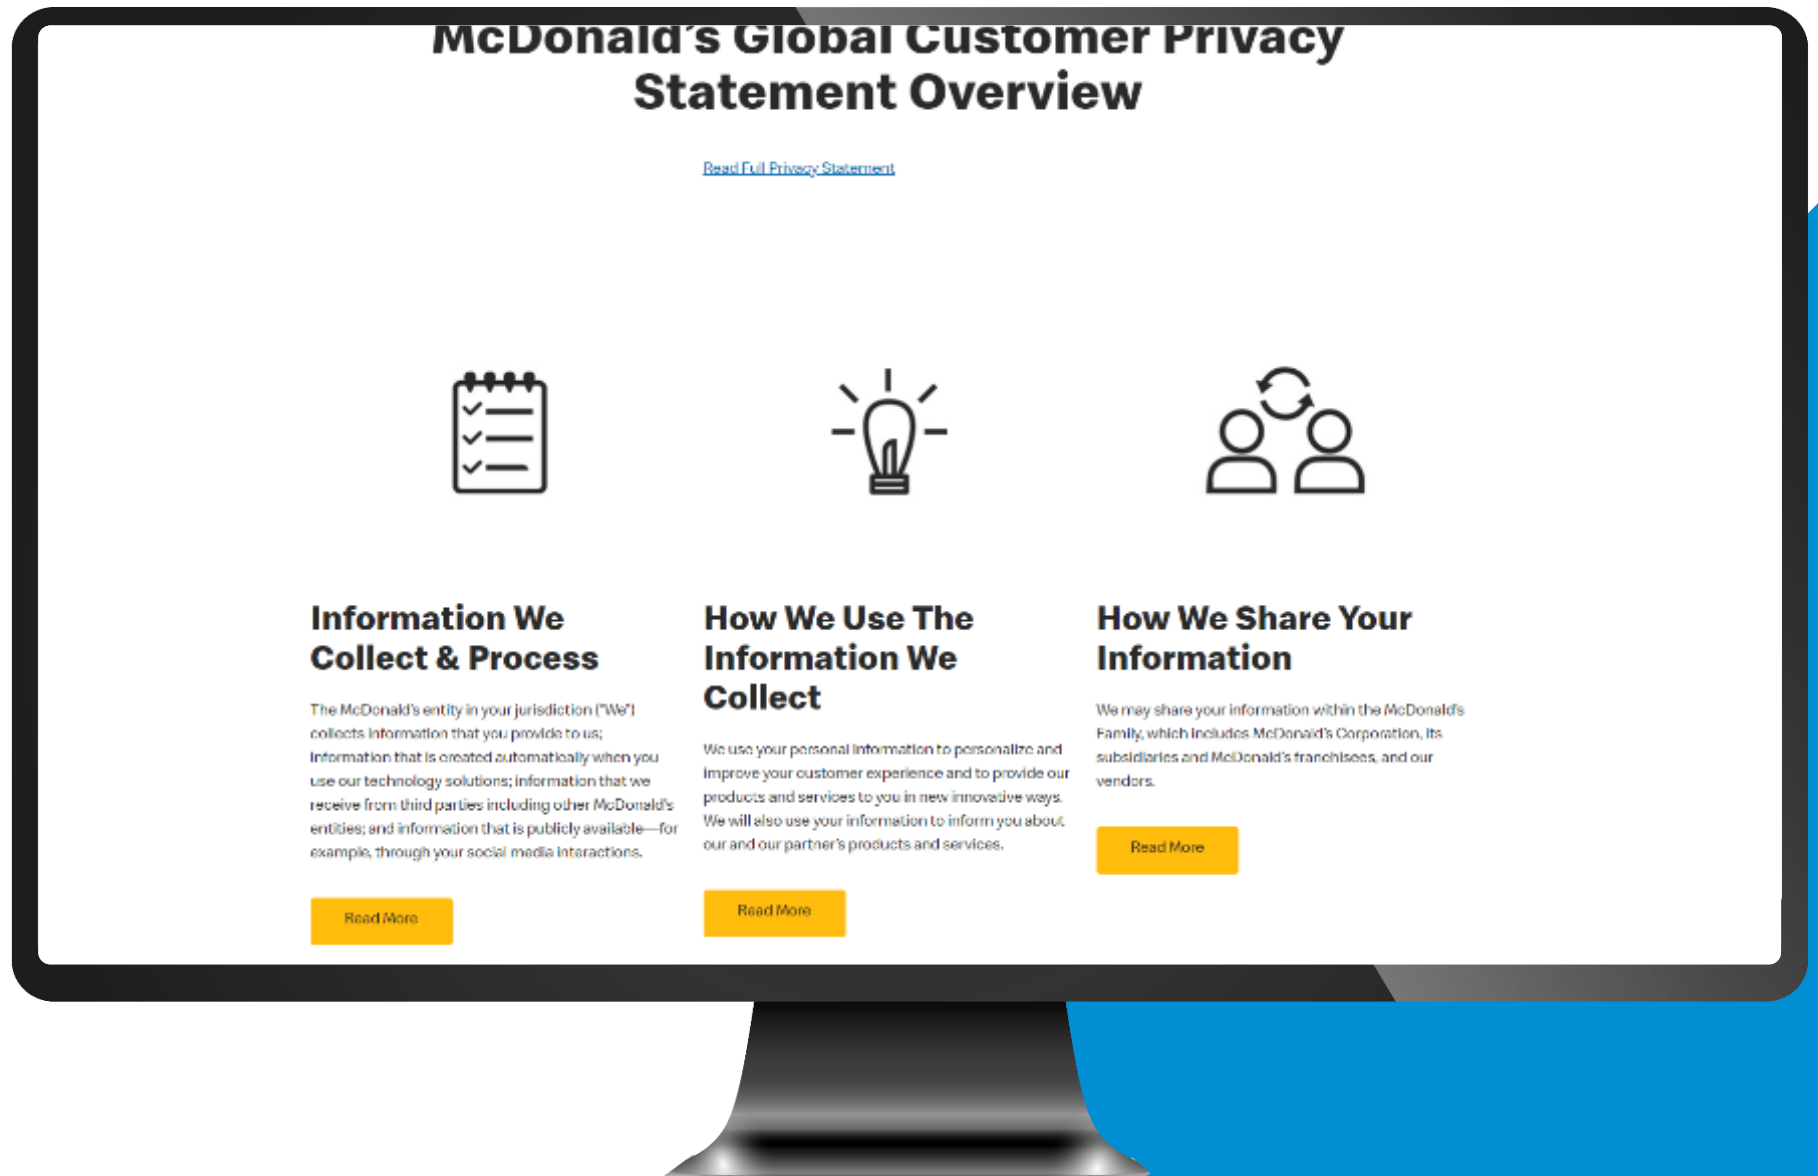 McDonald's Global Customer Privacy
Statement Overview
Read Full Privacy Statement
Information We
Collect & Process
The McDonald's entity in your jurisdiction ("We")
collects information that you provide to us;
information that is created automatically when you
use our technology solutions; information that we
receive from third parties including other McDonald's
entities; and information that is publicly available—for
example, through your social media interactions.
Read More
How We Use The
Information We
Collect
We use your personal information to personalize and
improve your customer experience and to provide our
products and services to you in new innovative ways.
We will also use your information to inform you about
our and our partner's products and services.
Read More
How We Share Your
Information
We may share your information within the McDonald's
Family, which includes McDonald's Corporation, its
subsidiaries and McDonald's franchisees, and our
vendors.
Read More